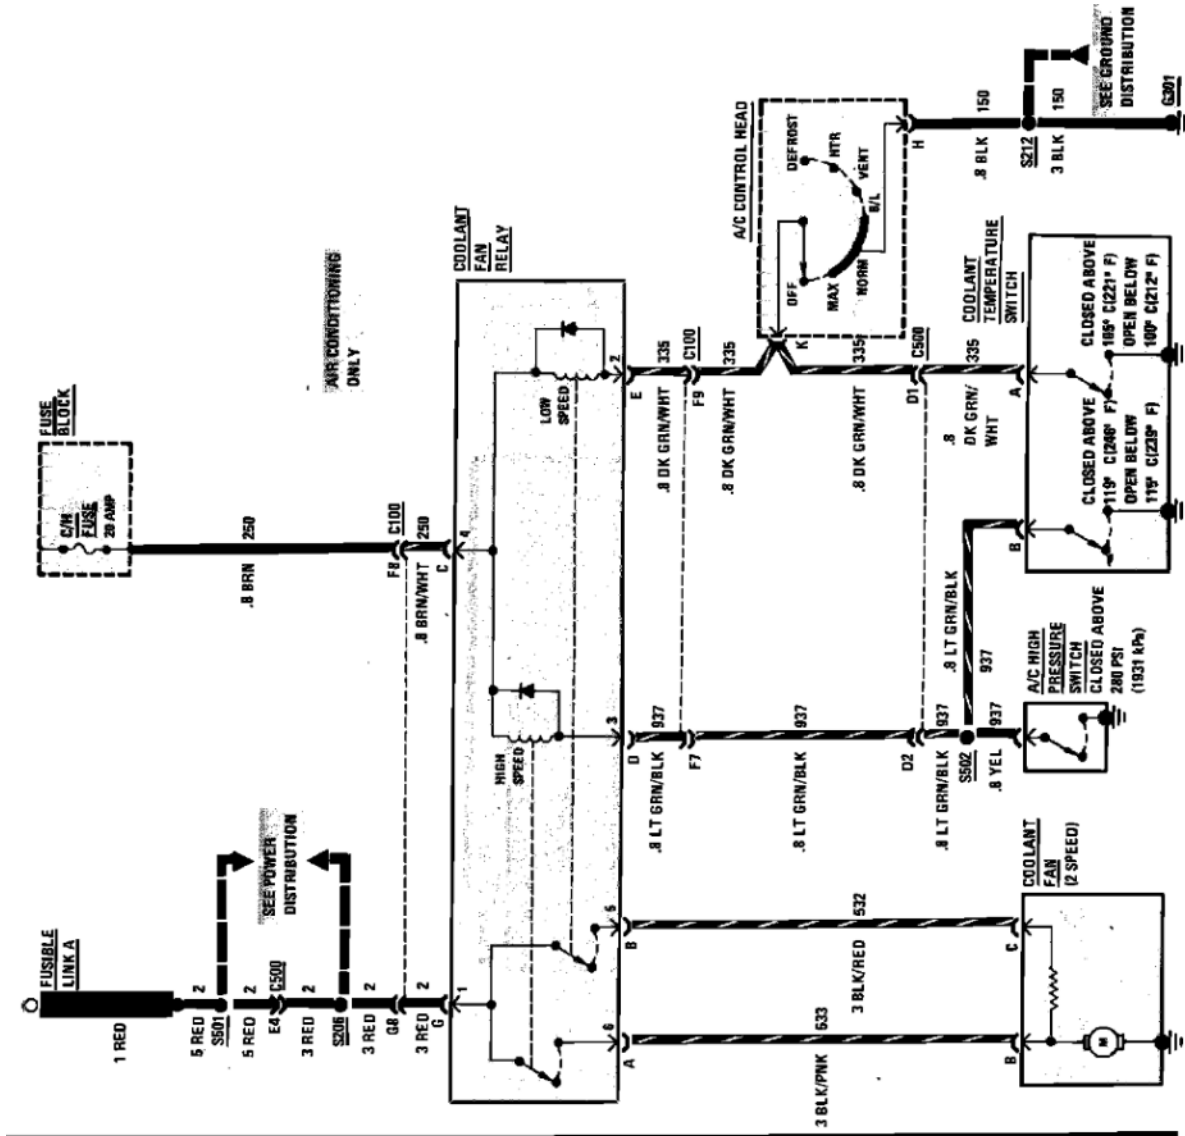 FUSIBLE
LINK A
1 RED
5 RED
2
S501
5 RED
2
E4
C500
3 RED
2
S206
3 RED
2
G8
3 RED
2
G
1
SEE POWER
DISTRIBUTION
FUSE
BLOCK
C/H
FUSE
20 AMP
.8 BRN
250
F8
C100
.8 BRN/WHT
250
C
4
AIR CONDITIONING
ONLY
COOLANT
FAN
RELAY
HIGH
SPEED
LOW
SPEED
6
5
3
2
A
B
D
E
3 BLK/PNK
533
3 BLK/RED
532
.8 LT GRN/BLK
937
F7
.8 LT GRN/BLK
937
D2
.8 LT GRN/BLK
937
S502
.8 YEL
937
.8 LT GRN/BLK
937
.8 DK GRN/WHT
335
F9
C100
.8 DK GRN/WHT
335
K
.8 DK GRN/WHT
335
D1
C500
.8
DK GRN/
WHT
335
A/C CONTROL HEAD
OFF
MAX
NORM
B/L
VENT
HTR
DEFROST
H
.8 BLK
150
S212
3 BLK
150
SEE GROUND
DISTRIBUTION
G301
B
C
COOLANT
FAN
(2 SPEED)
M
A/C HIGH
PRESSURE
SWITCH
CLOSED ABOVE
280 PSI
(1931 kPa)
B
A
COOLANT
TEMPERATURE
SWITCH
CLOSED ABOVE
119° C(246° F)
OPEN BELOW
115° C(239° F)
CLOSED ABOVE
105° C(221° F)
OPEN BELOW
100° C(212° F)